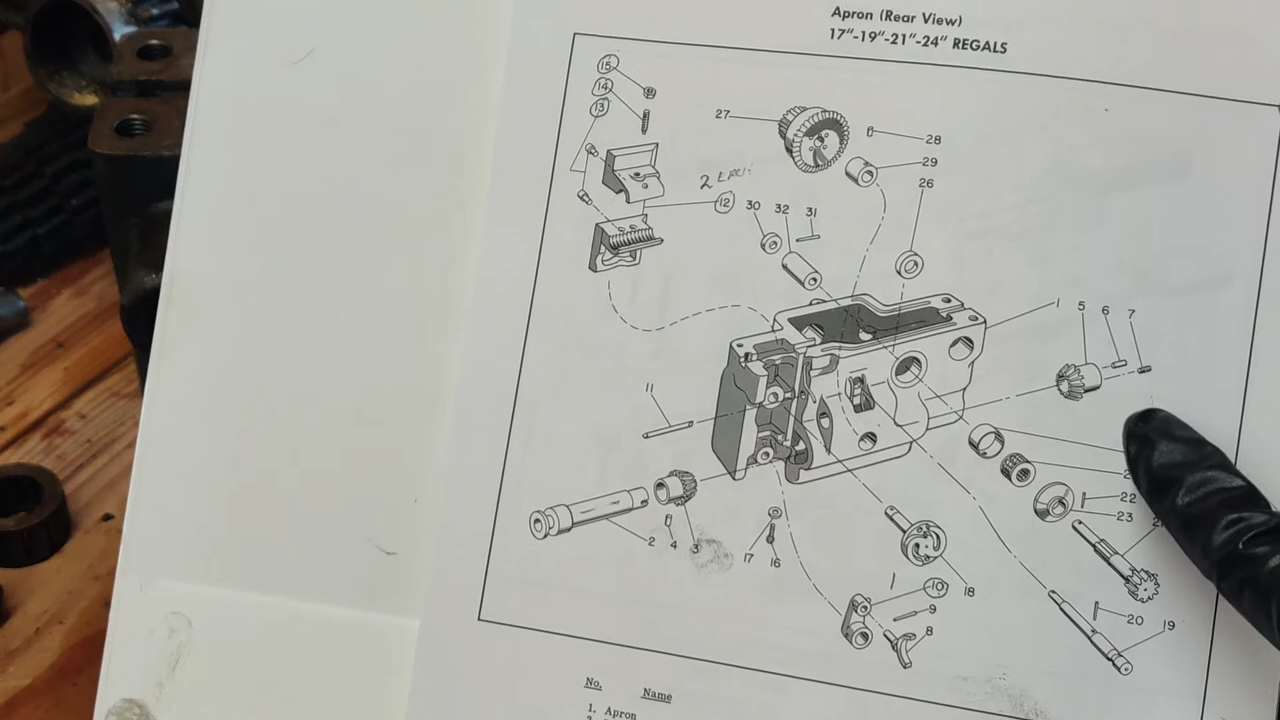 Apron (Rear View)
17"-19"-21"-24" REGALS
15
14
13
27
28
29
26
2
12
30 32 31
1
5 6 7
11
22
23
2 4 3
17 16
18
10
9
8
20
19
No. Name
1. Apron